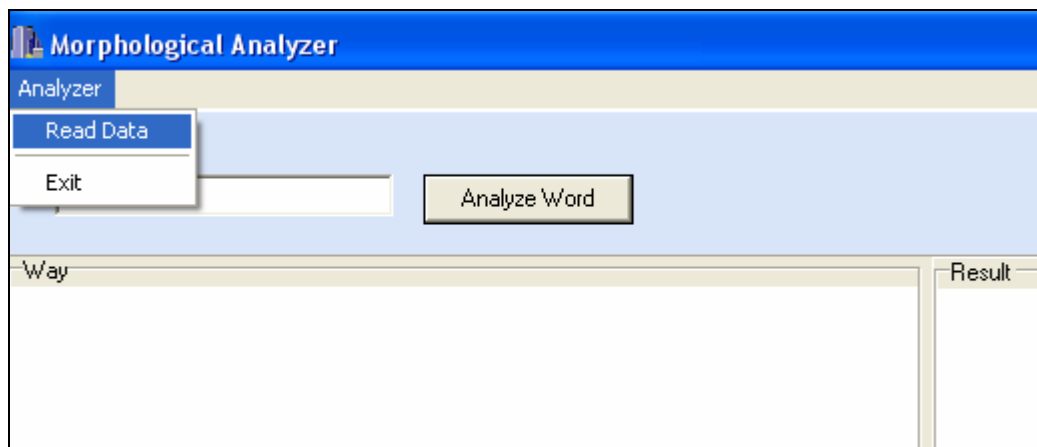 Morphological Analyzer
Analyzer
Read Data
Exit
Analyze Word
Way
Result